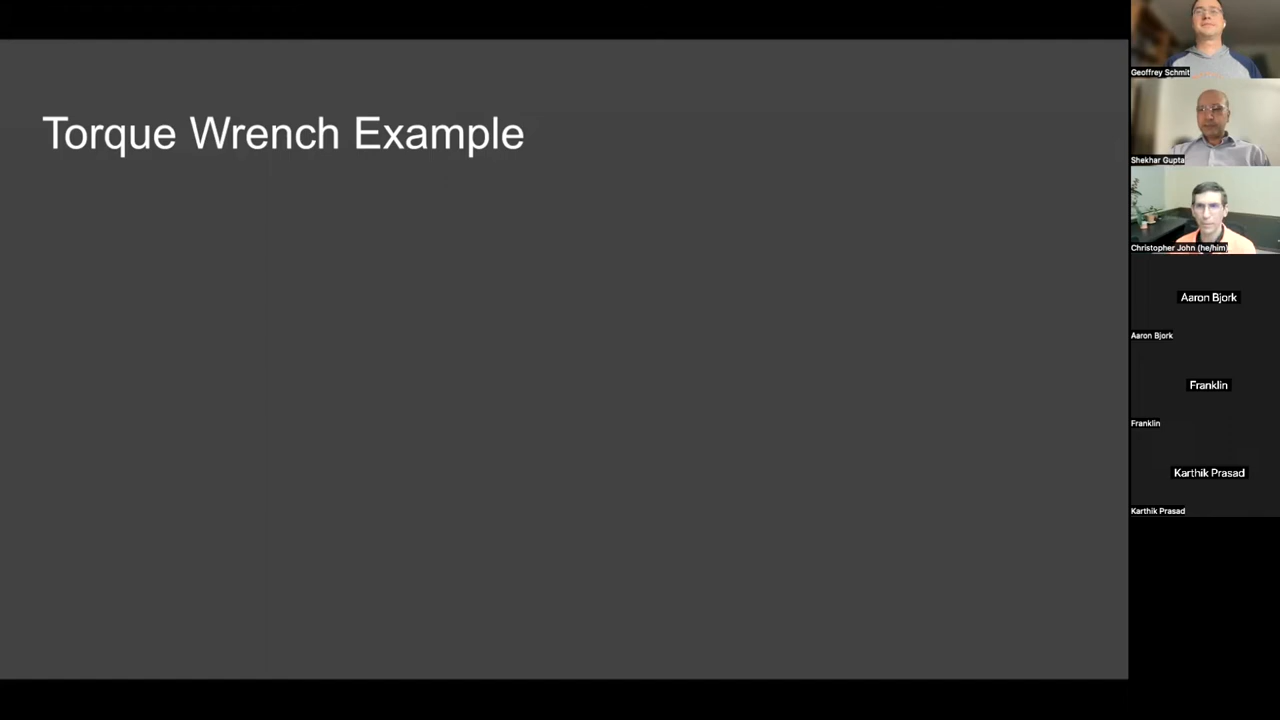 Torque Wrench Example
Geoffrey Schmit
Shekhar Gupta
Christopher John (he/him)
Aaron Bjork
Aaron Bjork
Franklin
Franklin
Karthik Prasad
Karthik Prasad